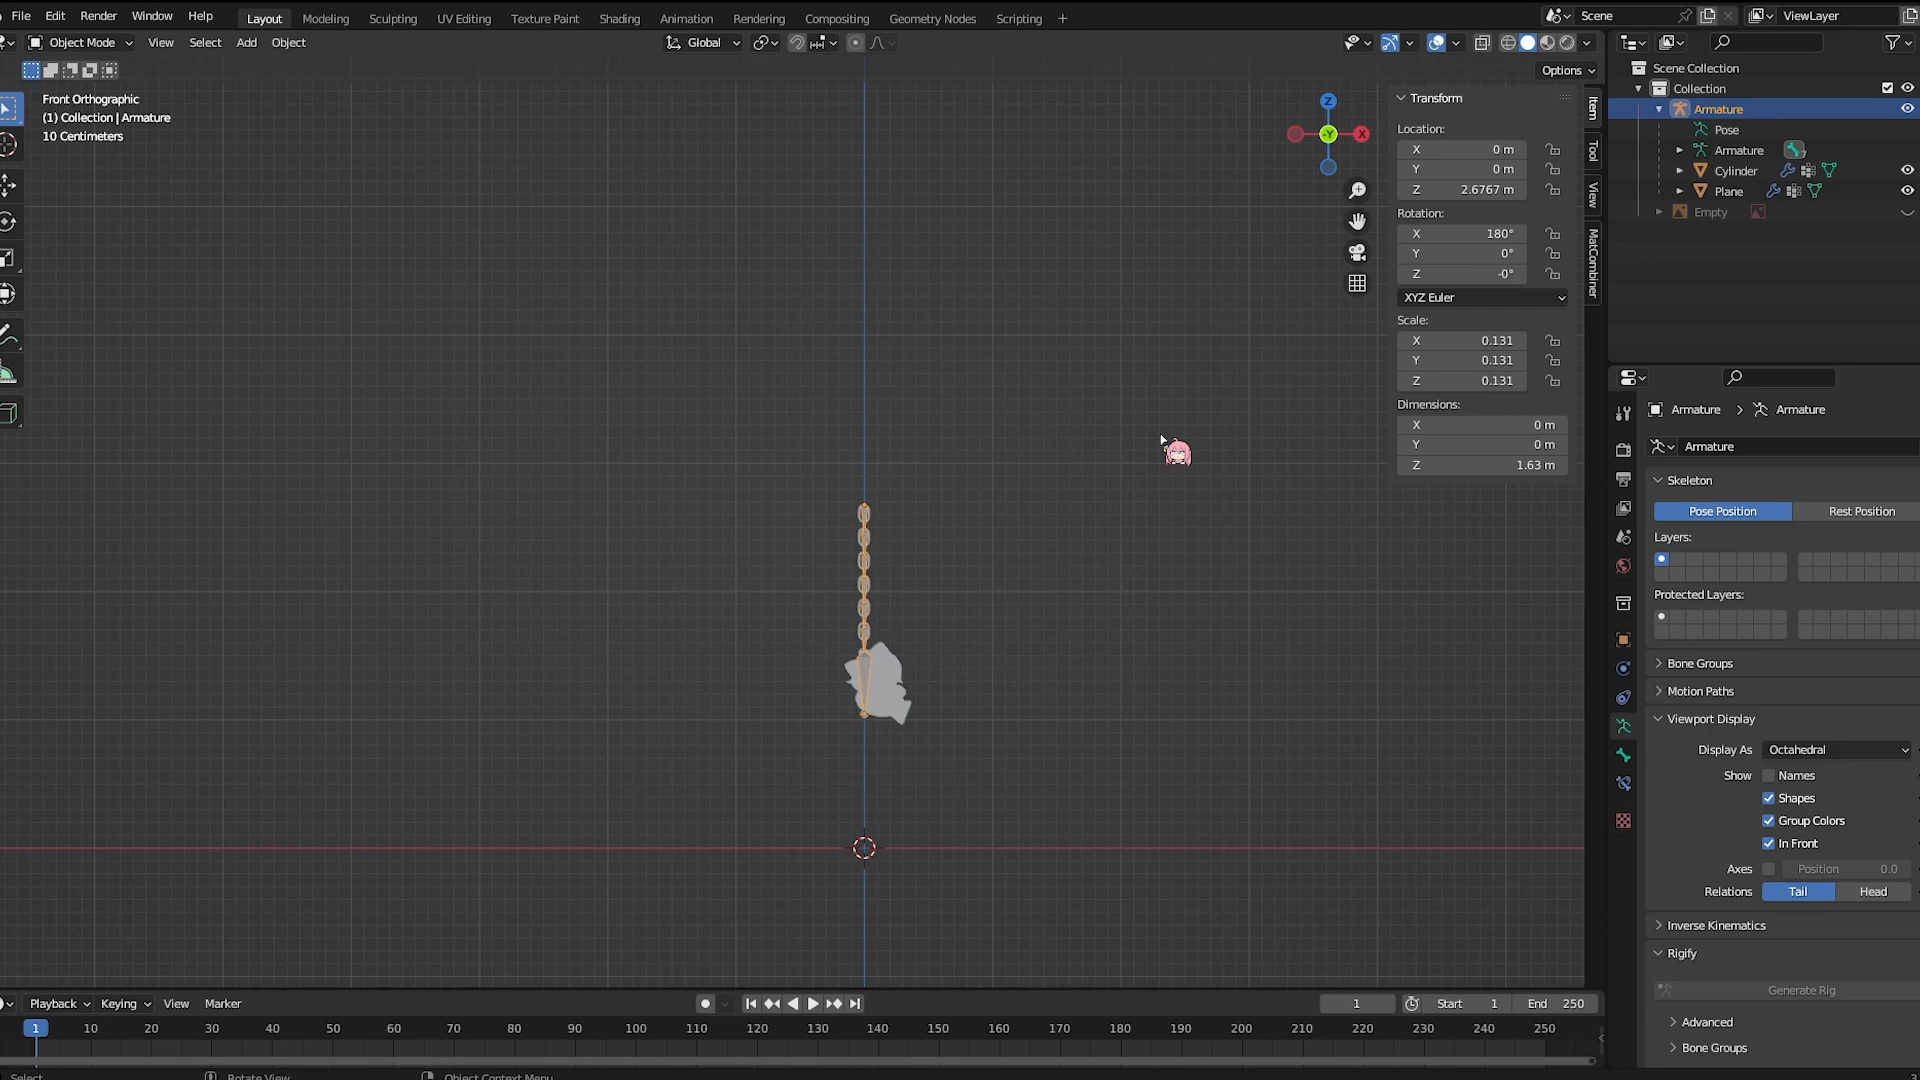 File Edit Render Window Help Layout Modeling Sculpting UV Editing Texture Paint Shading Animation Rendering Compositing Geometry Nodes Scripting + Scene ViewLayer
Object Mode View Select Add Object Global
Options
Front Orthographic
(1) Collection | Armature
10 Centimeters
Z
-Y X
Transform
Location:
X 0 m
Y 0 m
Z 2.6767 m
Rotation:
X 180°
Y 0°
Z -0°
XYZ Euler
Scale:
X 0.131
Y 0.131
Z 0.131
Dimensions:
X 0 m
Y 0 m
Z 1.63 m
Item
Tool
View
MatCombiner
Scene Collection
Collection
Armature
Pose
Armature 7
Cylinder
Plane
Empty
Armature > Armature
Armature
Skeleton
Pose Position Rest Position
Layers:
Protected Layers:
Bone Groups
Motion Paths
Viewport Display
Display As Octahedral
Show Names
Shapes
Group Colors
In Front
Axes Position 0.0
Relations Tail Head
Inverse Kinematics
Rigify
Generate Rig
Advanced
Bone Groups
Playback Keying View Marker 1 Start 1 End 250
1 10 20 30 40 50 60 70 80 90 100 110 120 130 140 150 160 170 180 190 200 210 220 230 240 250
Select Rotate View Object Context Menu